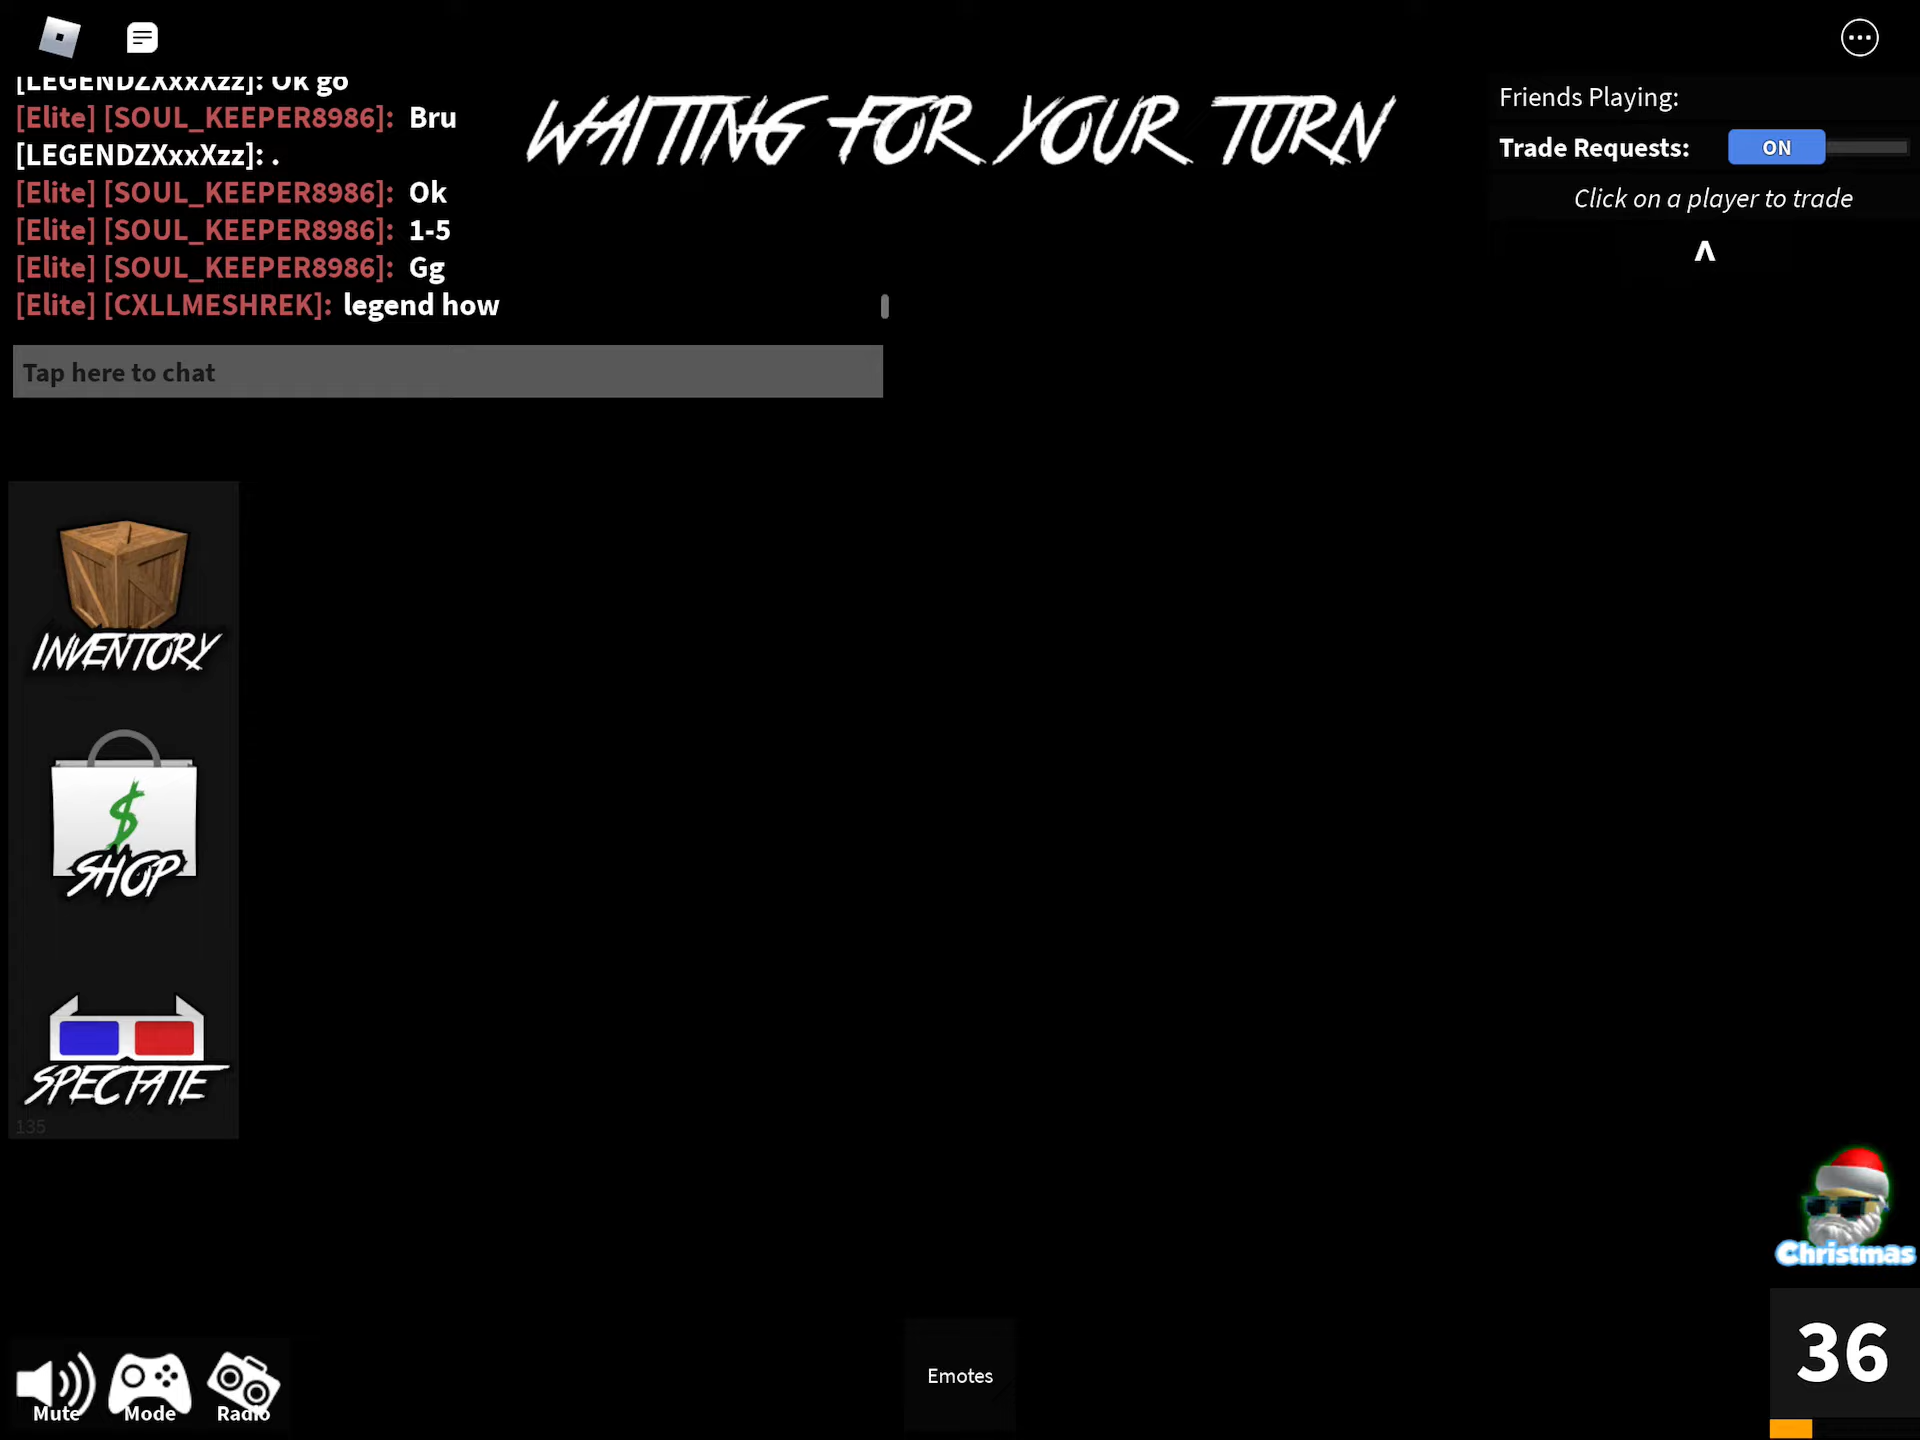 [LEGENDZXxxXzz]: Ok go
[Elite] [SOUL_KEEPER8986]: Bru
[LEGENDZXxxXzz]: .
[Elite] [SOUL_KEEPER8986]: Ok
[Elite] [SOUL_KEEPER8986]: 1-5
[Elite] [SOUL_KEEPER8986]: Gg
[Elite] [CXLLMESHREK]: legend how
Tap here to chat
WAITING FOR YOUR TURN
Friends Playing:
Trade Requests: ON
Click on a player to trade
INVENTORY
$
SHOP
SPECTATE
135
Christmas
36
Mute
Mode
Radio
Emotes